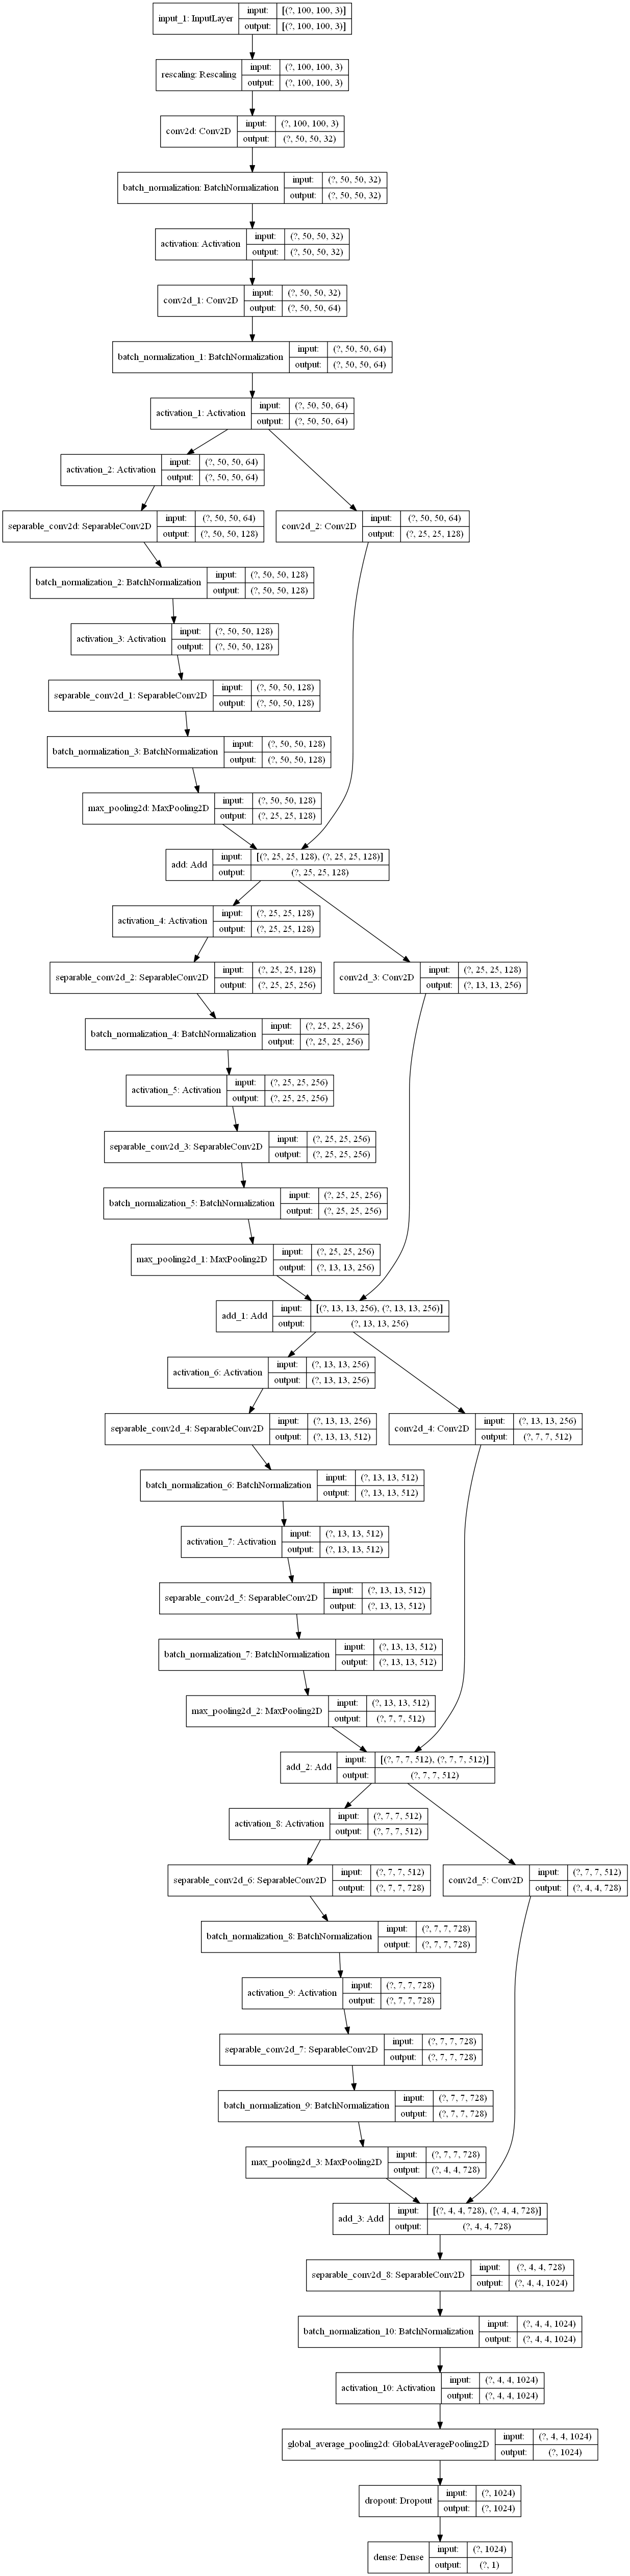 input_1: InputLayer input: [(?, 100, 100, 3)]
output: [(?, 100, 100, 3)]
rescaling: Rescaling input: (?, 100, 100, 3)
output: (?, 100, 100, 3)
conv2d: Conv2D input: (?, 100, 100, 3)
output: (?, 50, 50, 32)
batch_normalization: BatchNormalization input: (?, 50, 50, 32)
output: (?, 50, 50, 32)
activation: Activation input: (?, 50, 50, 32)
output: (?, 50, 50, 32)
conv2d_1: Conv2D input: (?, 50, 50, 32)
output: (?, 50, 50, 64)
batch_normalization_1: BatchNormalization input: (?, 50, 50, 64)
output: (?, 50, 50, 64)
activation_1: Activation input: (?, 50, 50, 64)
output: (?, 50, 50, 64)
activation_2: Activation input: (?, 50, 50, 64)
output: (?, 50, 50, 64)
separable_conv2d: SeparableConv2D input: (?, 50, 50, 64)
output: (?, 50, 50, 128)
conv2d_2: Conv2D input: (?, 50, 50, 64)
output: (?, 25, 25, 128)
batch_normalization_2: BatchNormalization input: (?, 50, 50, 128)
output: (?, 50, 50, 128)
activation_3: Activation input: (?, 50, 50, 128)
output: (?, 50, 50, 128)
separable_conv2d_1: SeparableConv2D input: (?, 50, 50, 128)
output: (?, 50, 50, 128)
batch_normalization_3: BatchNormalization input: (?, 50, 50, 128)
output: (?, 50, 50, 128)
max_pooling2d: MaxPooling2D input: (?, 50, 50, 128)
output: (?, 25, 25, 128)
add: Add input: [(?, 25, 25, 128), (?, 25, 25, 128)]
output: (?, 25, 25, 128)
activation_4: Activation input: (?, 25, 25, 128)
output: (?, 25, 25, 128)
separable_conv2d_2: SeparableConv2D input: (?, 25, 25, 128)
output: (?, 25, 25, 256)
conv2d_3: Conv2D input: (?, 25, 25, 128)
output: (?, 13, 13, 256)
batch_normalization_4: BatchNormalization input: (?, 25, 25, 256)
output: (?, 25, 25, 256)
activation_5: Activation input: (?, 25, 25, 256)
output: (?, 25, 25, 256)
separable_conv2d_3: SeparableConv2D input: (?, 25, 25, 256)
output: (?, 25, 25, 256)
batch_normalization_5: BatchNormalization input: (?, 25, 25, 256)
output: (?, 25, 25, 256)
max_pooling2d_1: MaxPooling2D input: (?, 25, 25, 256)
output: (?, 13, 13, 256)
add_1: Add input: [(?, 13, 13, 256), (?, 13, 13, 256)]
output: (?, 13, 13, 256)
activation_6: Activation input: (?, 13, 13, 256)
output: (?, 13, 13, 256)
separable_conv2d_4: SeparableConv2D input: (?, 13, 13, 256)
output: (?, 13, 13, 512)
conv2d_4: Conv2D input: (?, 13, 13, 256)
output: (?, 7, 7, 512)
batch_normalization_6: BatchNormalization input: (?, 13, 13, 512)
output: (?, 13, 13, 512)
activation_7: Activation input: (?, 13, 13, 512)
output: (?, 13, 13, 512)
separable_conv2d_5: SeparableConv2D input: (?, 13, 13, 512)
output: (?, 13, 13, 512)
batch_normalization_7: BatchNormalization input: (?, 13, 13, 512)
output: (?, 13, 13, 512)
max_pooling2d_2: MaxPooling2D input: (?, 13, 13, 512)
output: (?, 7, 7, 512)
add_2: Add input: [(?, 7, 7, 512), (?, 7, 7, 512)]
output: (?, 7, 7, 512)
activation_8: Activation input: (?, 7, 7, 512)
output: (?, 7, 7, 512)
separable_conv2d_6: SeparableConv2D input: (?, 7, 7, 512)
output: (?, 7, 7, 728)
conv2d_5: Conv2D input: (?, 7, 7, 512)
output: (?, 4, 4, 728)
batch_normalization_8: BatchNormalization input: (?, 7, 7, 728)
output: (?, 7, 7, 728)
activation_9: Activation input: (?, 7, 7, 728)
output: (?, 7, 7, 728)
separable_conv2d_7: SeparableConv2D input: (?, 7, 7, 728)
output: (?, 7, 7, 728)
batch_normalization_9: BatchNormalization input: (?, 7, 7, 728)
output: (?, 7, 7, 728)
max_pooling2d_3: MaxPooling2D input: (?, 7, 7, 728)
output: (?, 4, 4, 728)
add_3: Add input: [(?, 4, 4, 728), (?, 4, 4, 728)]
output: (?, 4, 4, 728)
separable_conv2d_8: SeparableConv2D input: (?, 4, 4, 728)
output: (?, 4, 4, 1024)
batch_normalization_10: BatchNormalization input: (?, 4, 4, 1024)
output: (?, 4, 4, 1024)
activation_10: Activation input: (?, 4, 4, 1024)
output: (?, 4, 4, 1024)
global_average_pooling2d: GlobalAveragePooling2D input: (?, 4, 4, 1024)
output: (?, 1024)
dropout: Dropout input: (?, 1024)
output: (?, 1024)
dense: Dense input: (?, 1024)
output: (?, 1)